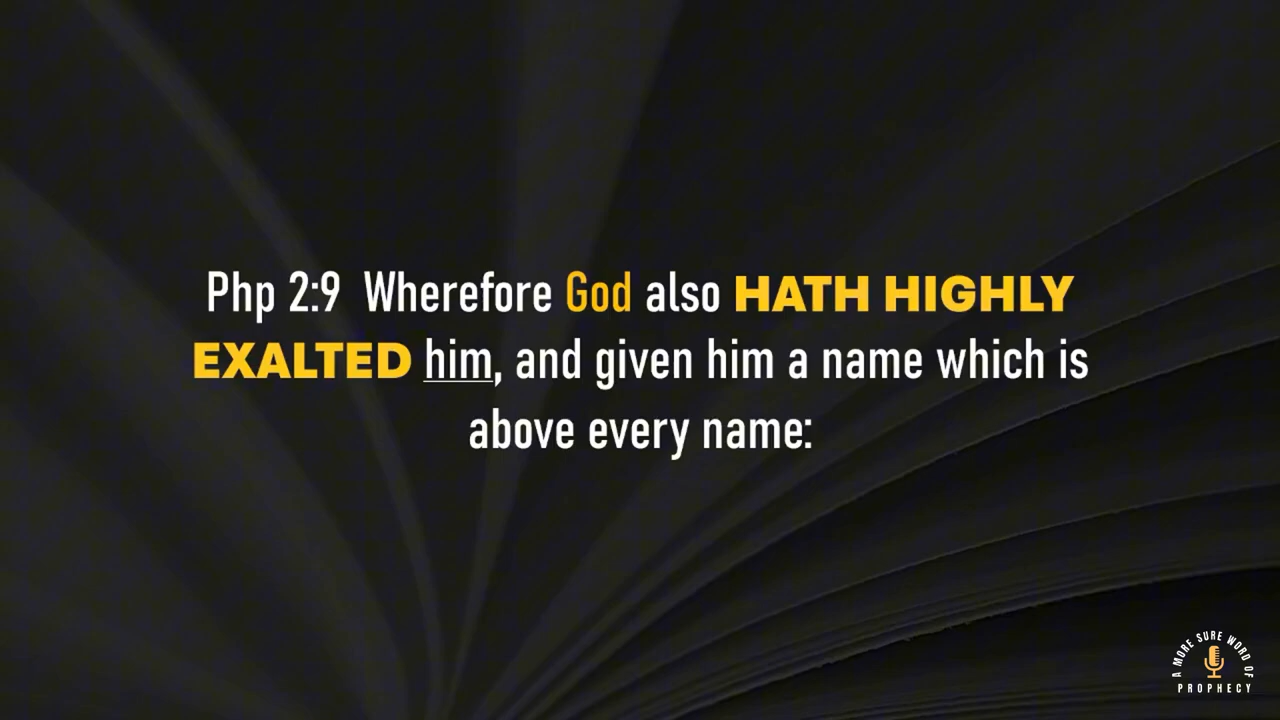 Php 2:9  Wherefore God also HATH HIGHLY
EXALTED him, and given him a name which is
above every name:
A MORE SURE WORD OF
PROPHECY